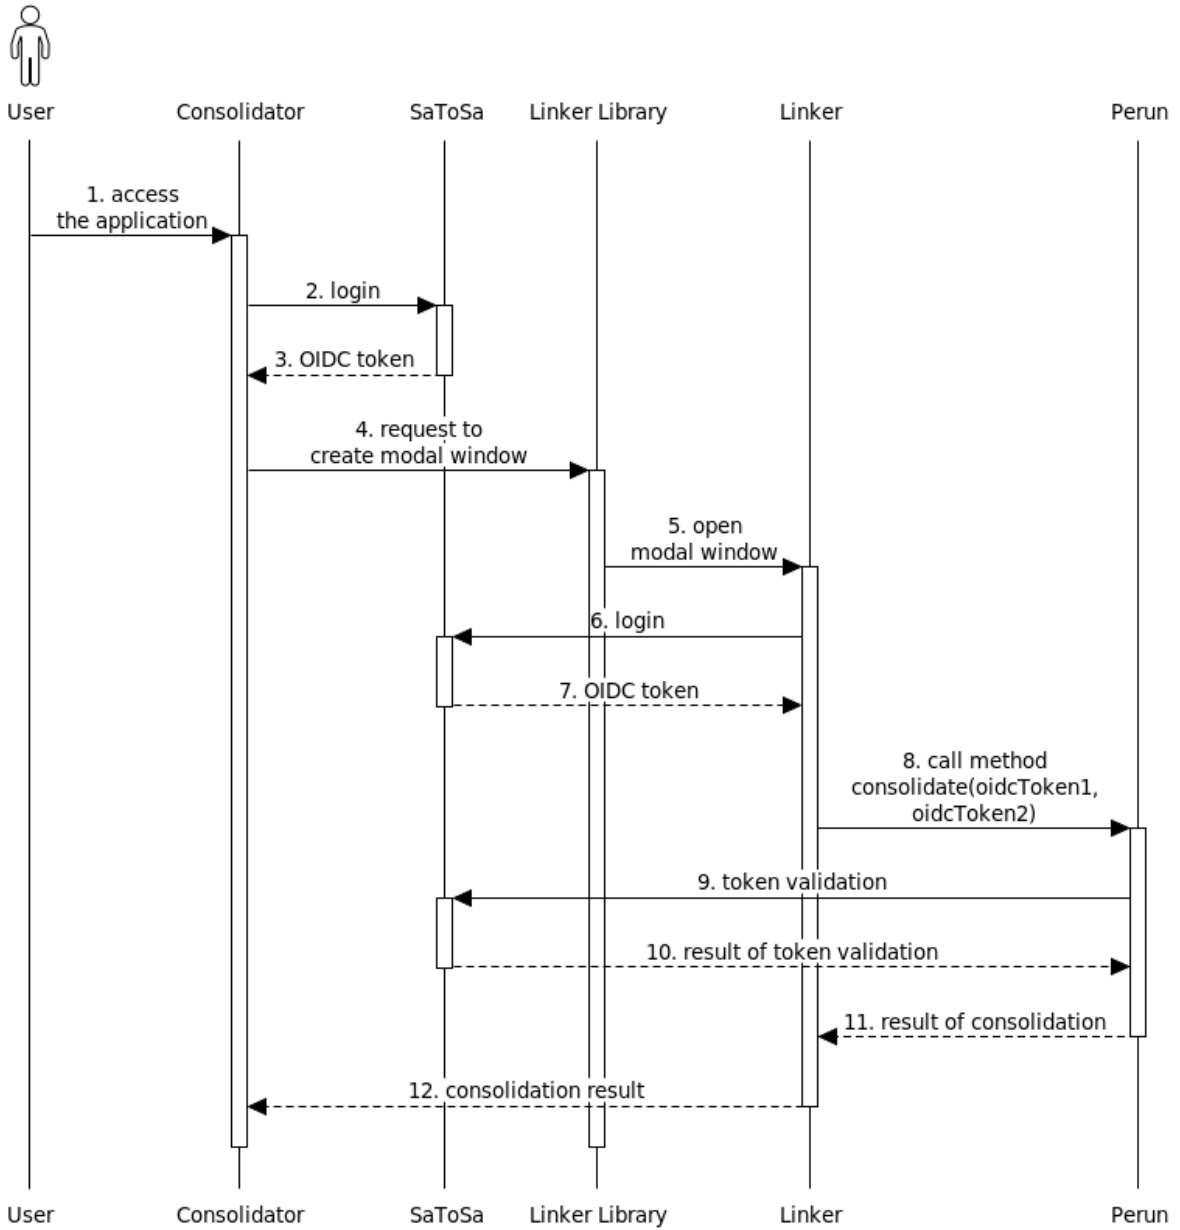 User Consolidator SaToSa Linker Library Linker Perun
1. access
the application
2. login
3. OIDC token
4. request to
create modal window
5. open
modal window
6. login
7. OIDC token
8. call method
consolidate(oidcToken1,
oidcToken2)
9. token validation
10. result of token validation
11. result of consolidation
12. consolidation result
User Consolidator SaToSa Linker Library Linker Perun